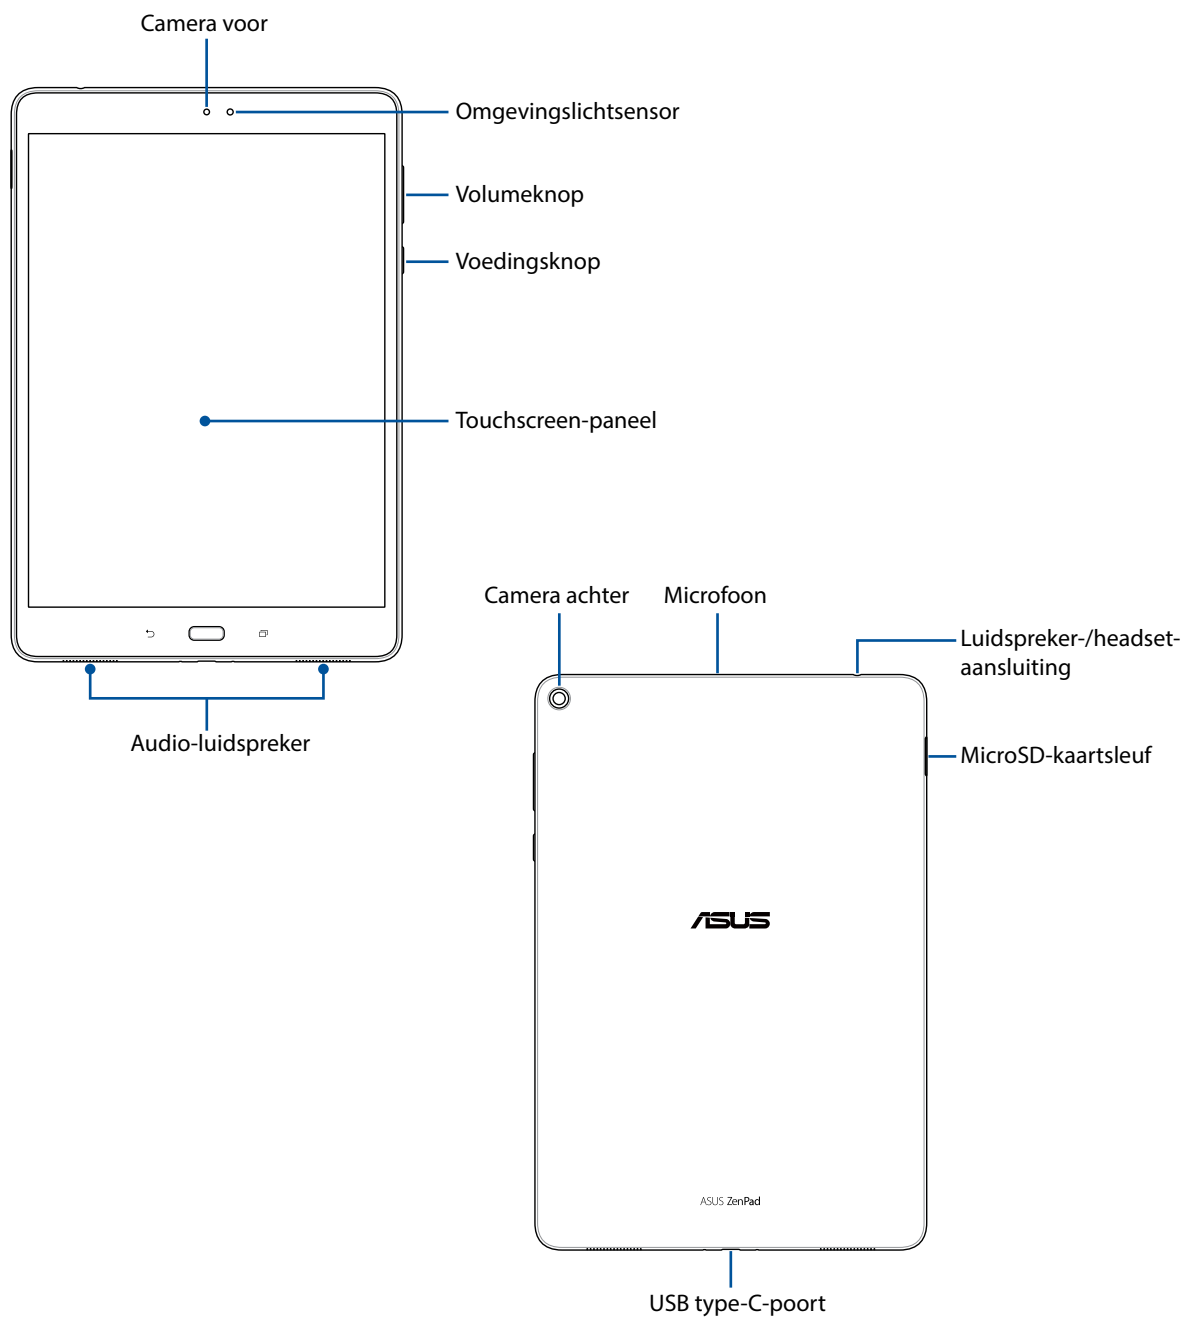 Camera voor
Omgevingslichtsensor
Volumeknop
Voedingsknop
Touchscreen-paneel
Audio-luidspreker
Camera achter
Microfoon
Luidspreker-/headset-
aansluiting
MicroSD-kaartsleuf
ASUS
ASUS ZenPad
USB type-C-poort